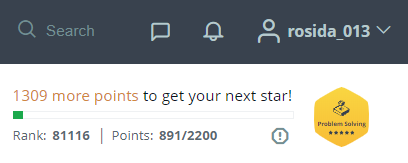 Search
rosida_013
1309 more points to get your next star!
Problem Solving
Rank: 81116 | Points: 891/2200